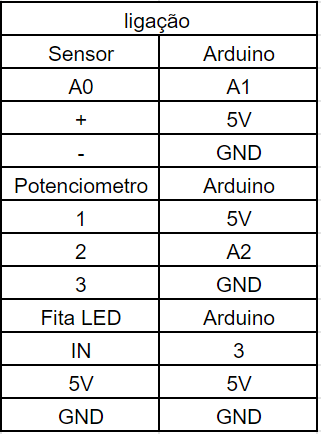 ligação
Sensor Arduino
A0 A1
+ 5V
- GND
Potenciometro Arduino
1 5V
2 A2
3 GND
Fita LED Arduino
IN 3
5V 5V
GND GND